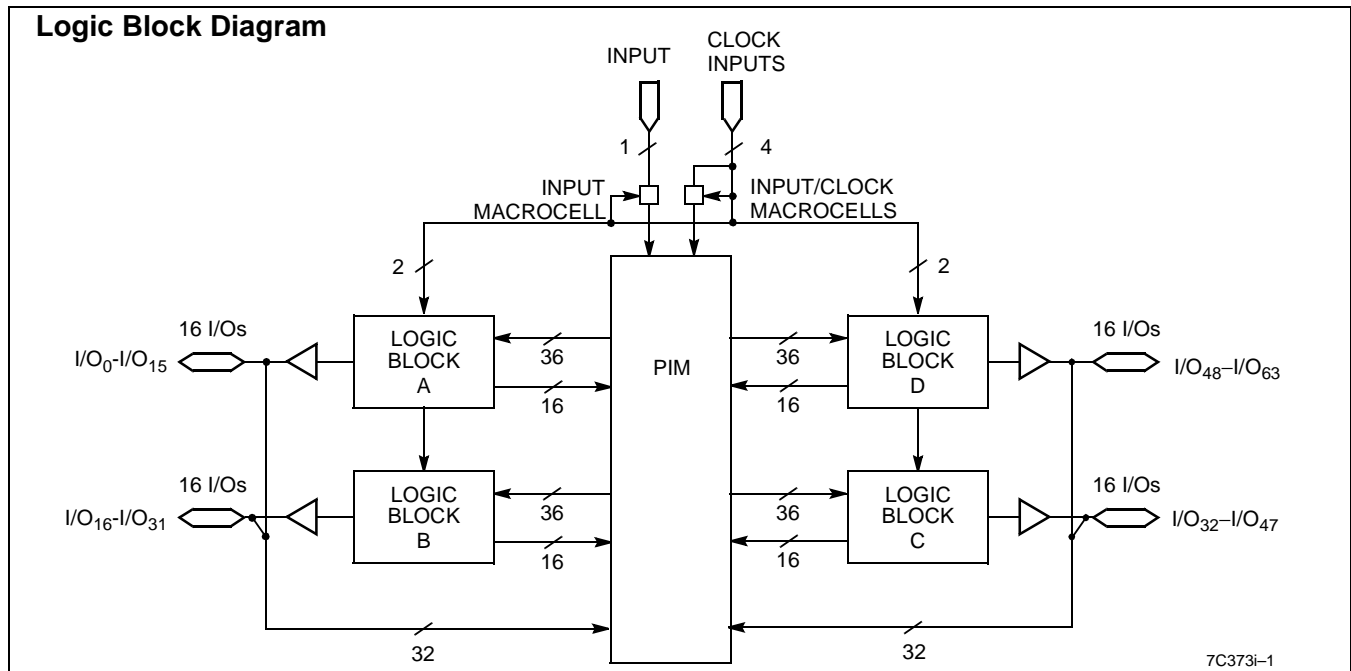 Logic Block Diagram
INPUT
CLOCK
INPUTS
1
4
INPUT
MACROCELL
INPUT/CLOCK
MACROCELLS
2
2
16 I/Os
I/O0-I/O15
LOGIC
BLOCK
A
36
16
PIM
36
16
LOGIC
BLOCK
D
16 I/Os
I/O48–I/O63
16 I/Os
I/O16-I/O31
LOGIC
BLOCK
B
36
16
36
16
LOGIC
BLOCK
C
16 I/Os
I/O32–I/O47
32
32
7C373i–1